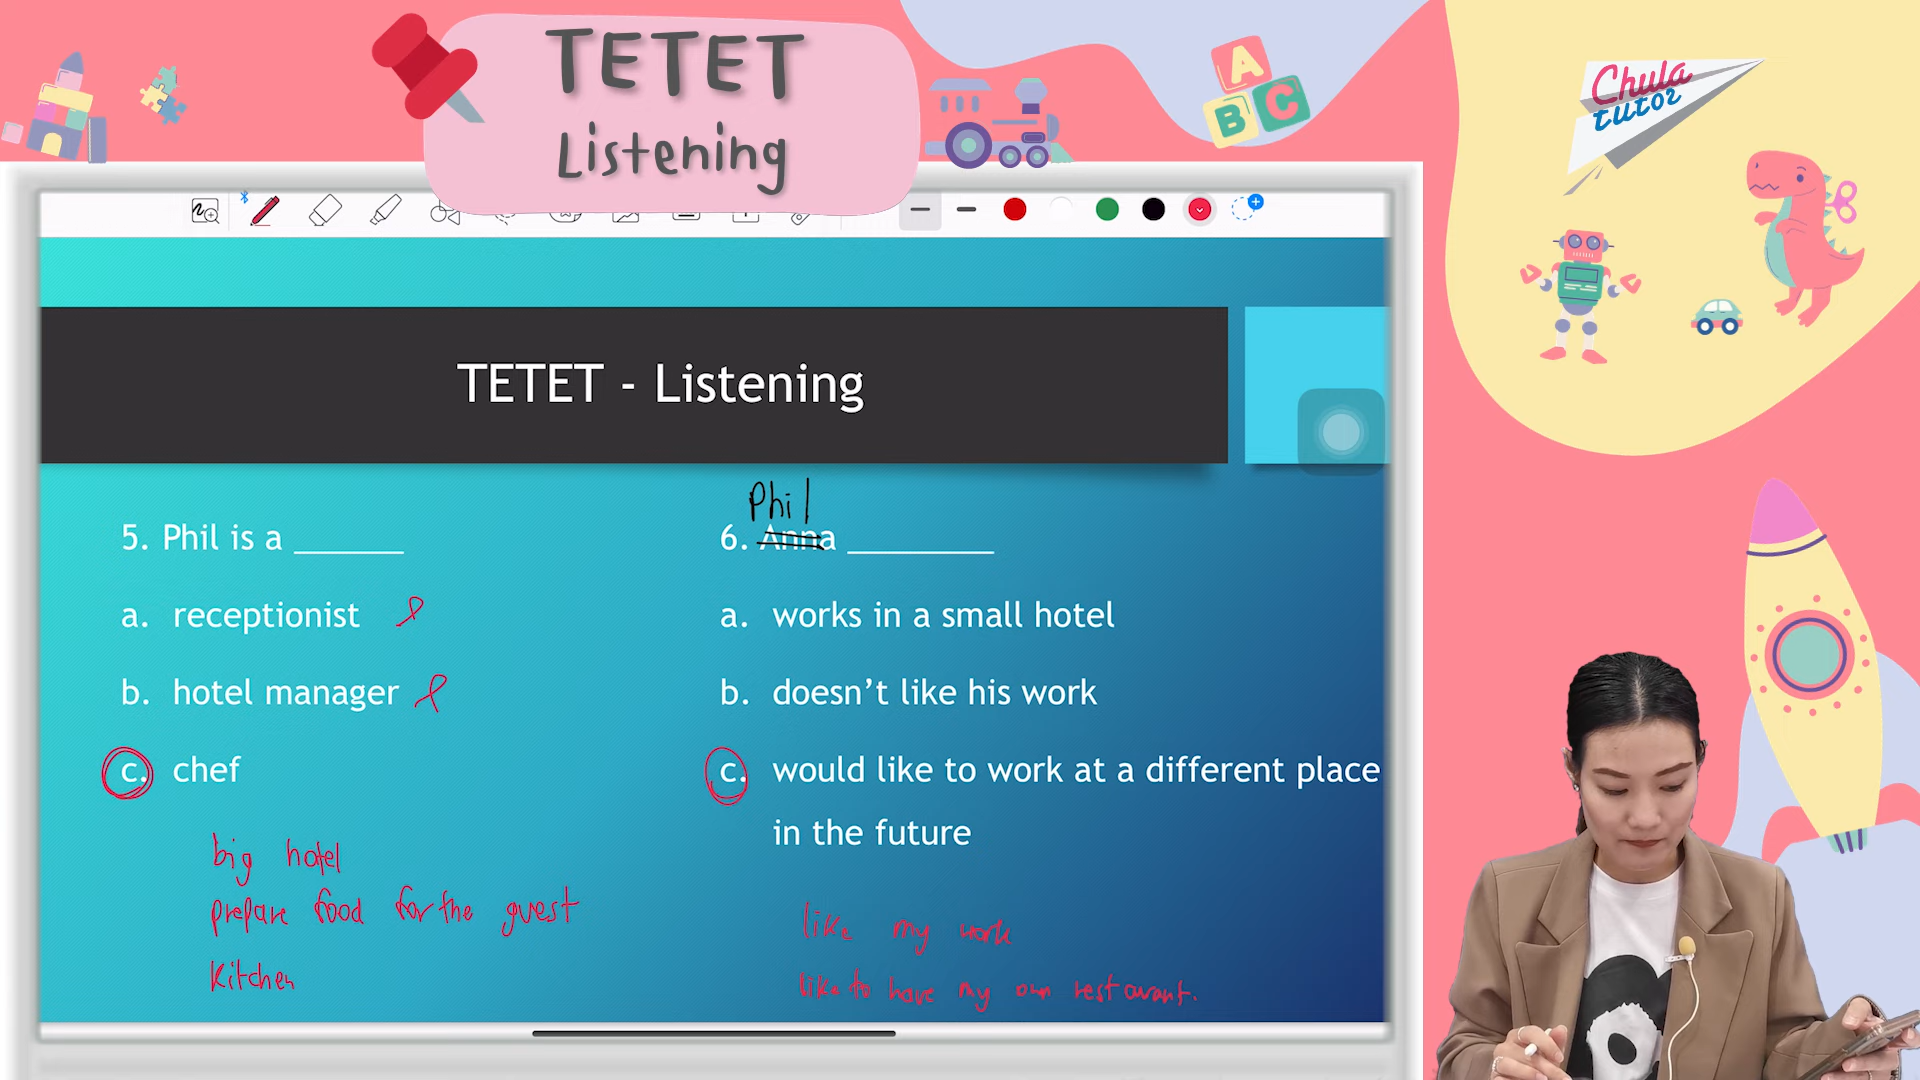 TETET
Listening
A
B
C
Chula
tutor
TETET - Listening
Phil
5. Phil is a ______
a. receptionist
b. hotel manager
c. chef
big hotel
prepare food for the guest
Kitchen
6. Anna ________
a. works in a small hotel
b. doesn’t like his work
c. would like to work at a different place
in the future
like my work
like to have my own restaurant.